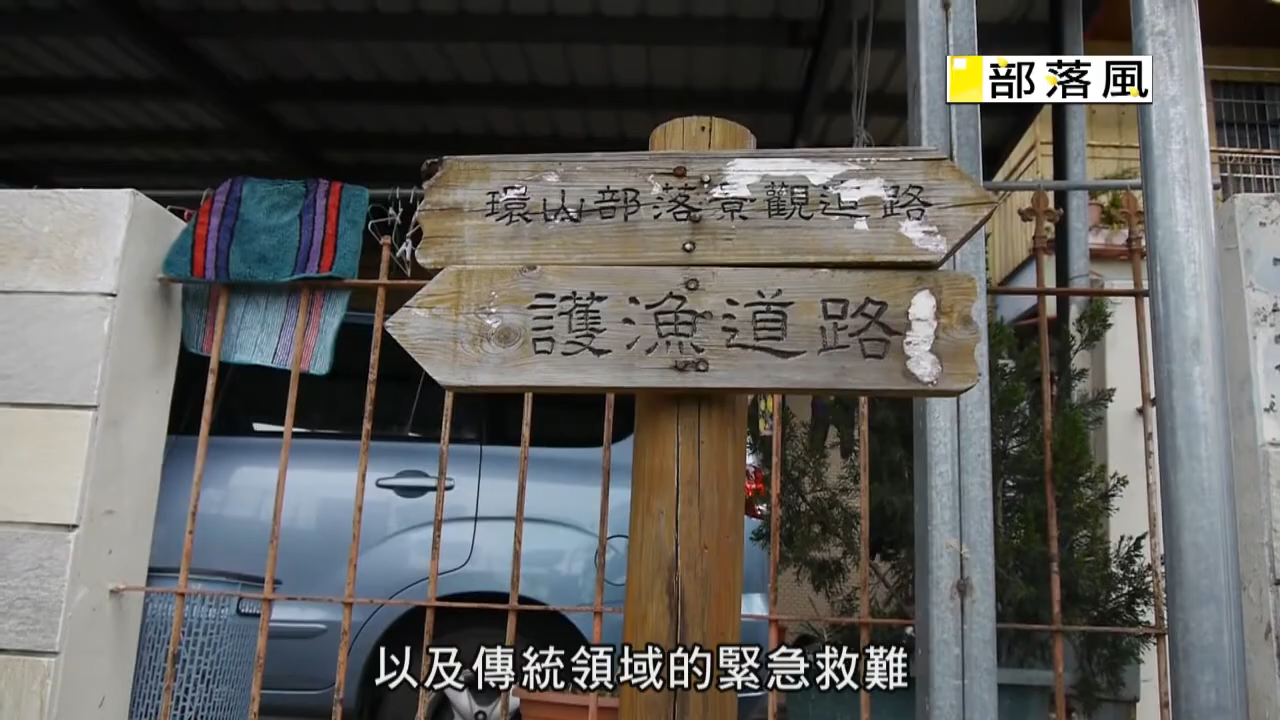 部落風
環山部落景觀道路
護漁道路
以及傳統領域的緊急救難